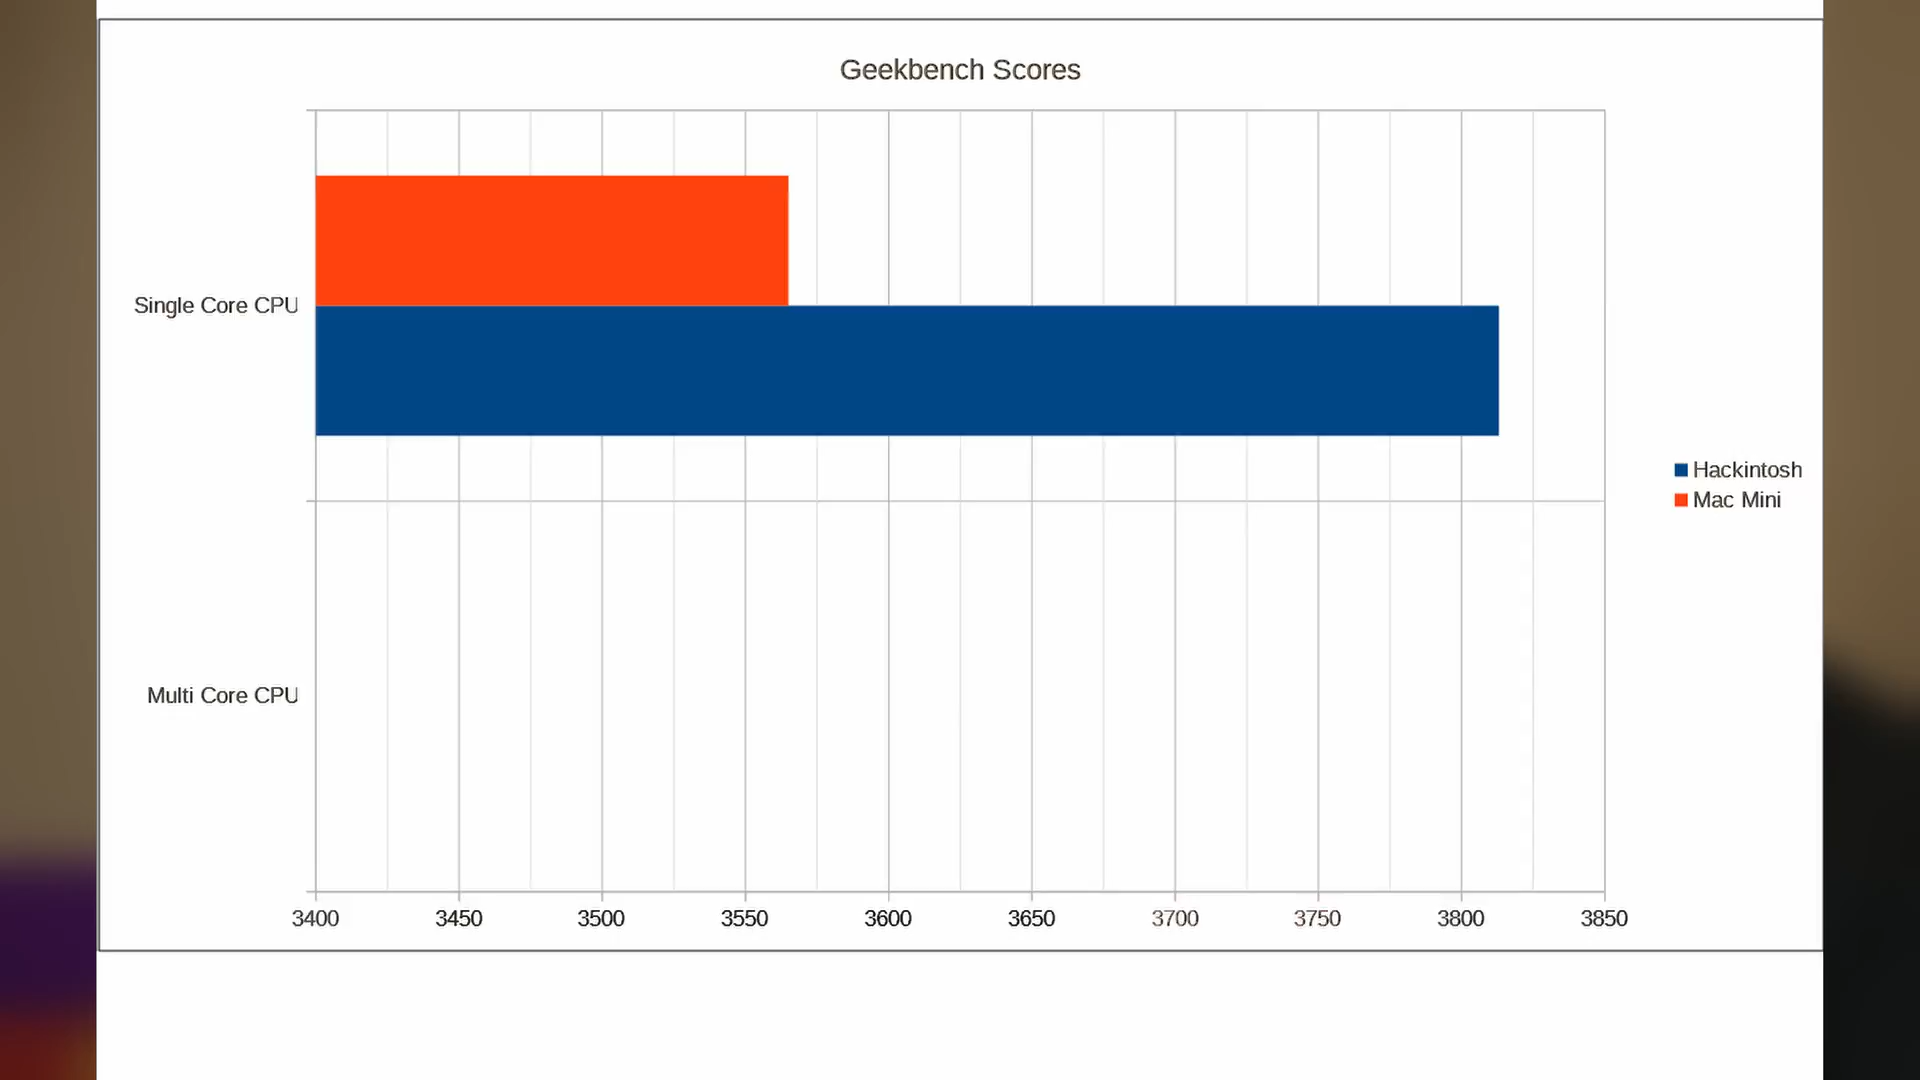 Geekbench Scores
Single Core CPU
Hackintosh
Mac Mini
Multi Core CPU
3400 3450 3500 3550 3600 3650 3700 3750 3800 3850